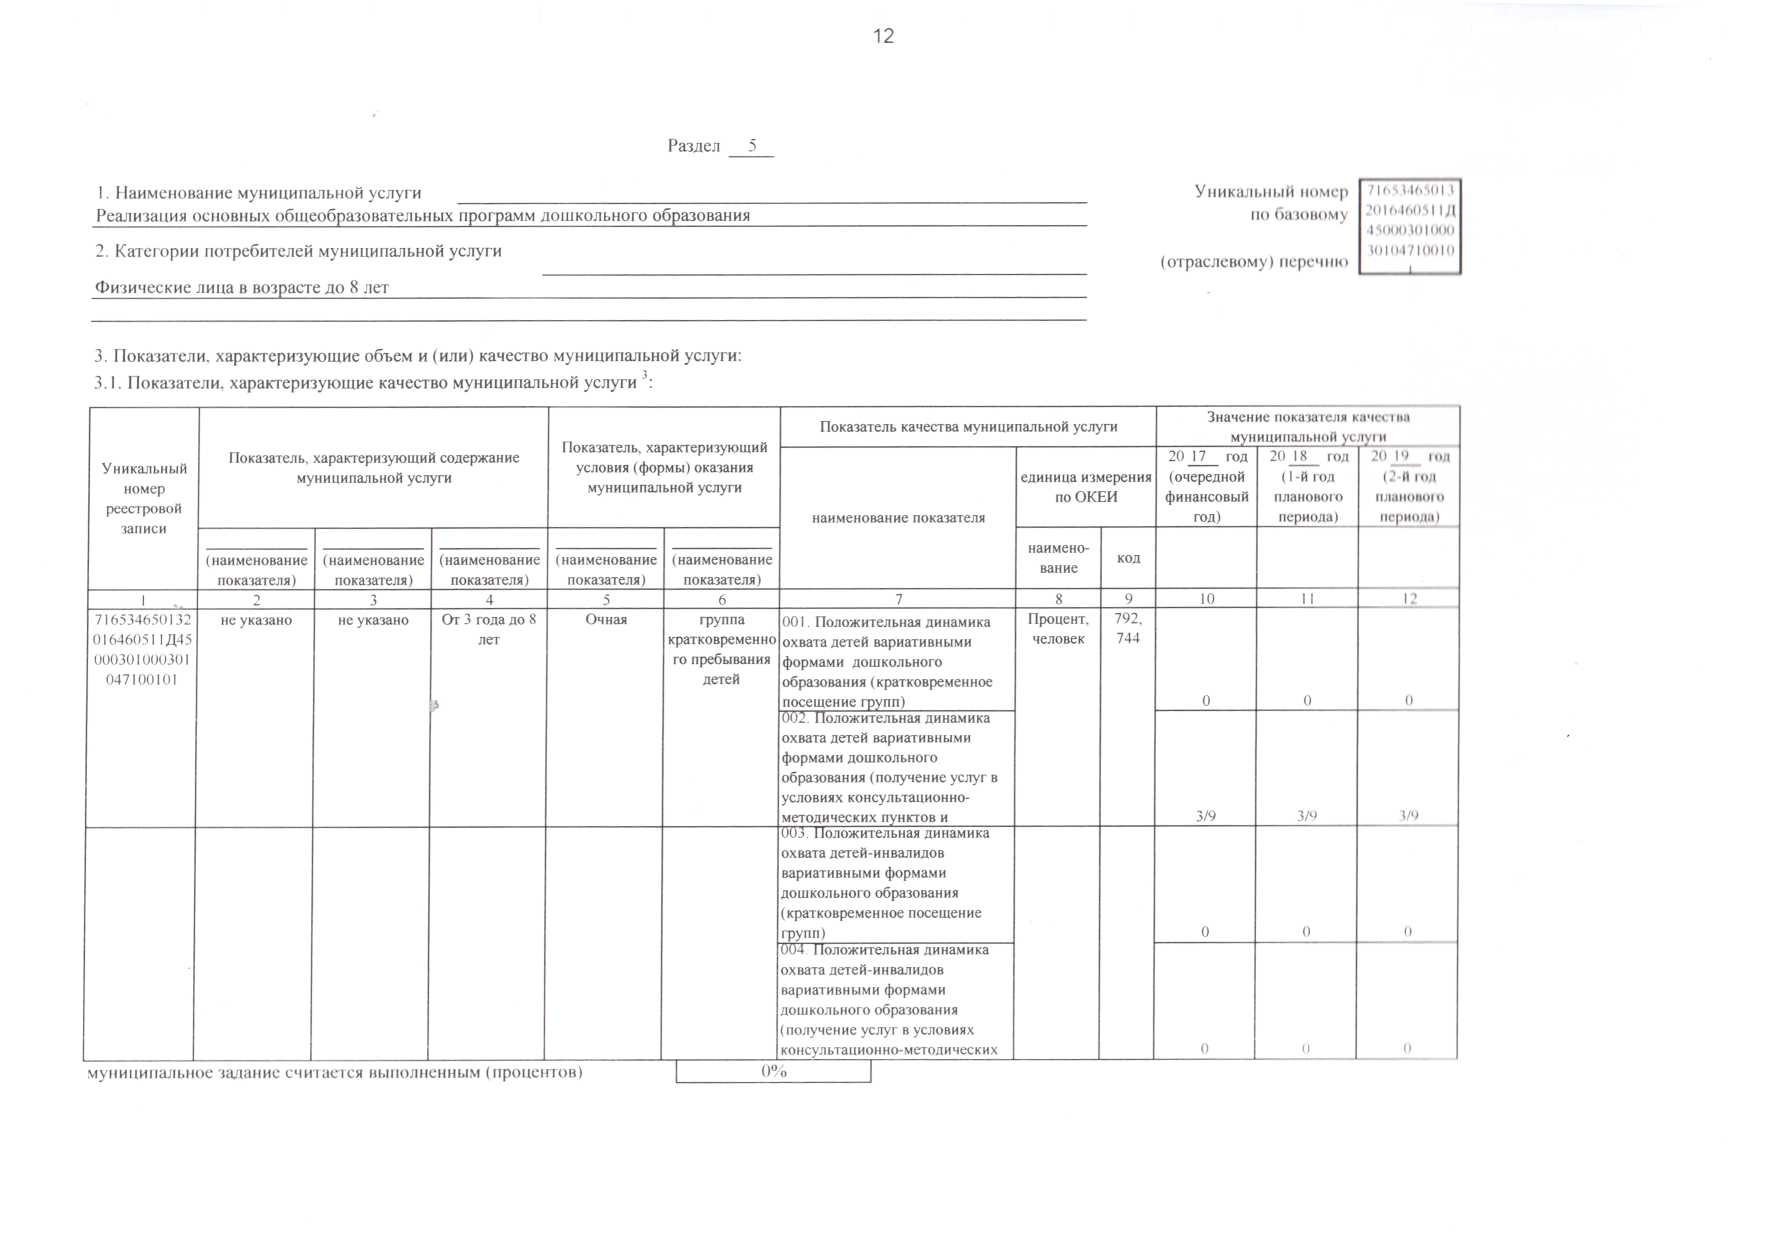 12
Раздел 5
1. Наименование муниципальной услуги
Реализация основных общеобразовательных программ дошкольного образования
2. Категории потребителей муниципальной услуги
Физические лица в возрасте до 8 лет
Уникальный номер
по базовому
(отраслевому) перечню
71653465013
2016460511Д
45000301000
30104710010
1
3. Показатели, характеризующие объем и (или) качество муниципальной услуги:
3.1. Показатели, характеризующие качество муниципальной услуги 3:
Уникальный
номер
реестровой
записи
Показатель, характеризующий содержание
муниципальной услуги
Показатель, характеризующий
условия (формы) оказания
муниципальной услуги
Показатель качества муниципальной услуги
Значение показателя качества
муниципальной услуги
наименование показателя
единица измерения
по ОКЕИ
20 17 год
(очередной
финансовый
год)
20 18 год
(1-й год
планового
периода)
20 19 год
(2-й год
планового
периода)
(наименование
показателя)
(наименование
показателя)
(наименование
показателя)
(наименование
показателя)
(наименование
показателя)
наимено-
вание
код
1 2 3 4 5 6 7 8 9 10 11 12
716534650132
016460511Д45
000301000301
047100101
не указано
не указано
От 3 года до 8
лет
Очная
группа
кратковременно
го пребывания
детей
001. Положительная динамика
охвата детей вариативными
формами дошкольного
образования (кратковременное
посещение групп)
Процент,
человек
792,
744
0 0 0
002. Положительная динамика
охвата детей вариативными
формами дошкольного
образования (получение услуг в
условиях консультационно-
методических пунктов и
3/9 3/9 3/9
003. Положительная динамика
охвата детей-инвалидов
вариативными формами
дошкольного образования
(кратковременное посещение
групп)
0 0 0
004. Положительная динамика
охвата детей-инвалидов
вариативными формами
дошкольного образования
(получение услуг в условиях
консультационно-методических
0 0 0
муниципальное задание считается выполненным (процентов) 0%